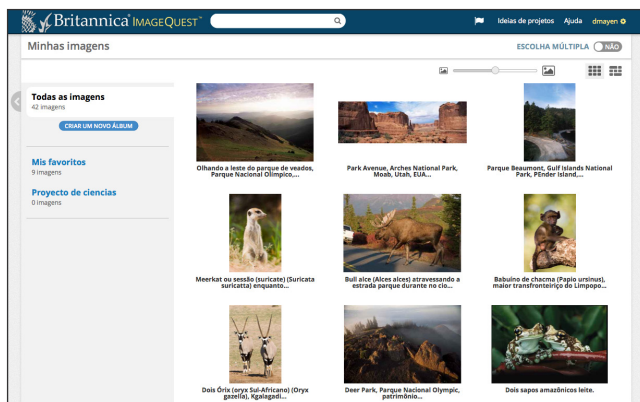 Britannica® IMAGEQUEST™
Ideias de projetos Ajuda dmayen
Minhas imagens
ESCOLHA MÚLTIPLA NÃO
Todas as imagens
42 imagens
CRIAR UM NOVO ÁLBUM
Mis favoritos
9 imagens
Proyecto de ciencias
0 imagens
Olhando a leste do parque de veados,
Parque Nacional Olímpico,...
Park Avenue, Arches National Park,
Moab, Utah, EUA...
Parque Beaumont, Gulf islands National
Park, PEnder Island,...
Meerkat ou sessão (suricate) (Suricata
suricatta) enquanto...
Bull alce (Alces alces) atravessando a
estrada parque durante no cio...
Babuíno de chacma (Papio ursinus),
maior transfronteiriço do Limpopo...
Dois Órix (oryx Sul-Africano) (Oryx
gazella), Kgalagadi...
Deer Park, Parque Nacional Olympic,
patrimônio...
Dois sapos amazônicos leite.